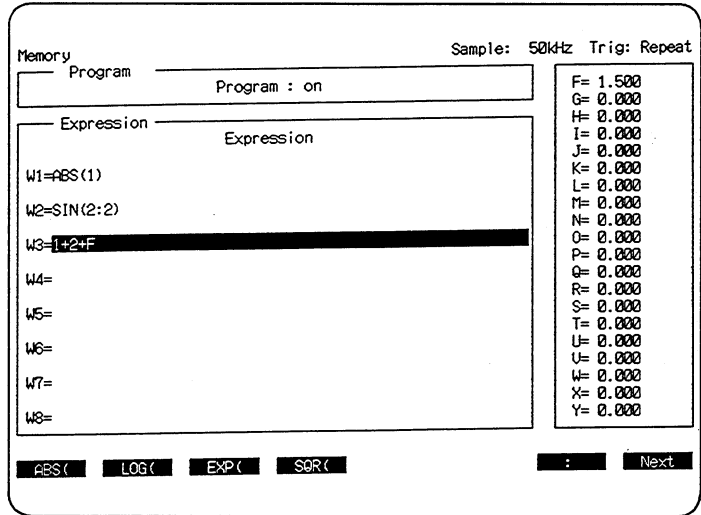 Memory
Sample: 50kHz Trig: Repeat
Program
Program : on
Expression
Expression
W1=ABS(1)
W2=SIN(2:2)
W3=1+2+F
W4=
W5=
W6=
W7=
W8=
F= 1.500
G= 0.000
H= 0.000
I= 0.000
J= 0.000
K= 0.000
L= 0.000
M= 0.000
N= 0.000
O= 0.000
P= 0.000
Q= 0.000
R= 0.000
S= 0.000
T= 0.000
U= 0.000
V= 0.000
W= 0.000
X= 0.000
Y= 0.000
ABS( LOG( EXP( SQR( : Next